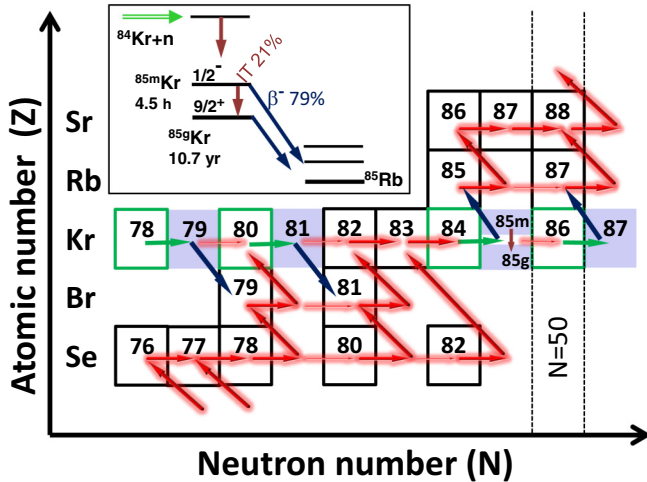 ⁸⁴Kr+n
IT 21%
1/2⁻
⁸⁵ᵐKr
4.5 h
9/2⁺
β⁻ 79%
⁸⁵ᵍKr
10.7 yr
⁸⁵Rb
Atomic number (Z)
Sr
86 87 88
Rb
85 87
Kr
78 79 80 81 82 83 84 85m 86 87
85g
Br
79 81
Se
76 77 78 80 82
N=50
Neutron number (N)